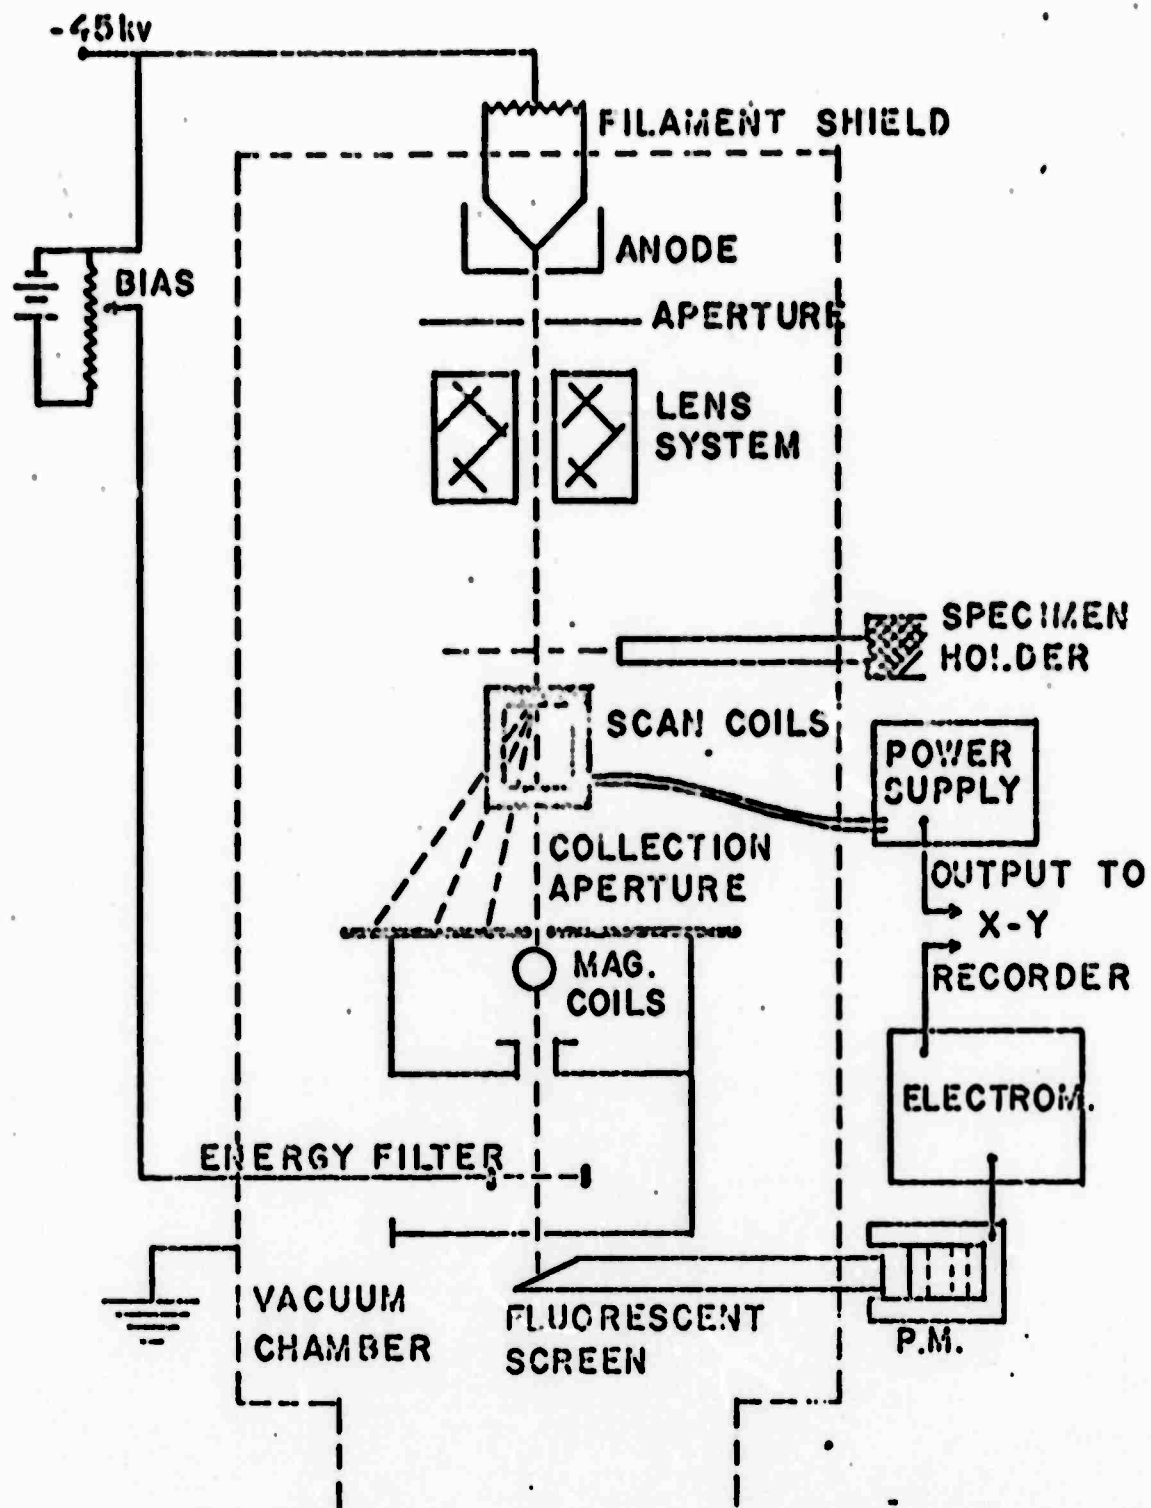 -45kv
FILAMENT SHIELD
ANODE
BIAS
APERTURE
LENS
SYSTEM
SPECIMEN
HOLDER
SCAN COILS
POWER
SUPPLY
COLLECTION
APERTURE
OUTPUT TO
X-Y
RECORDER
MAG.
COILS
ELECTROM.
ENERGY FILTER
VACUUM
CHAMBER
FLUORESCENT
SCREEN
P.M.